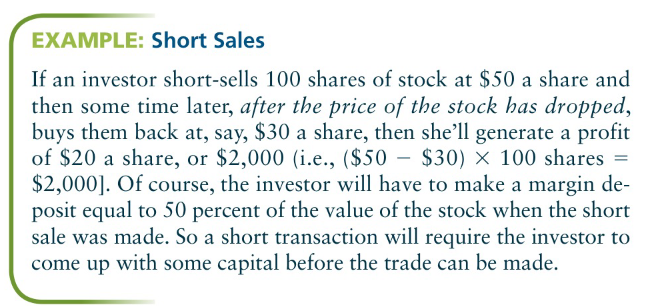 EXAMPLE: Short Sales
If an investor short-sells 100 shares of stock at $50 a share and
then some time later, after the price of the stock has dropped,
buys them back at, say, $30 a share, then she’ll generate a profit
of $20 a share, or $2,000 (i.e., ($50 − $30) × 100 shares =
$2,000]. Of course, the investor will have to make a margin de-
posit equal to 50 percent of the value of the stock when the short
sale was made. So a short transaction will require the investor to
come up with some capital before the trade can be made.